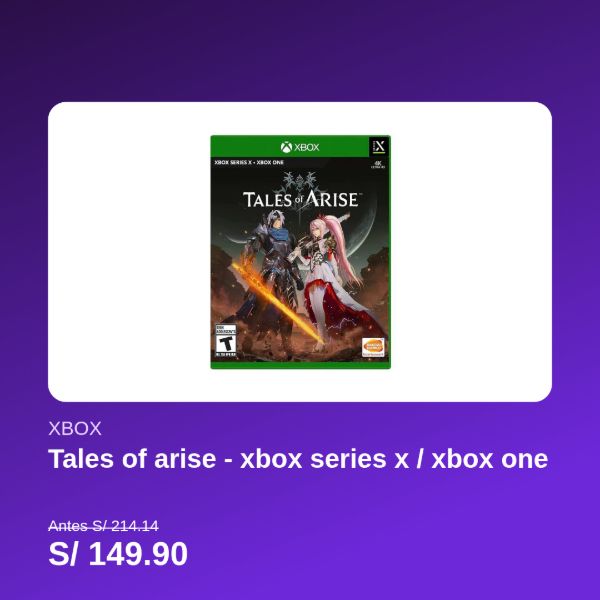 XBOX
X
XBOX SERIES X • XBOX ONE
4K
TALES of ARISE
T
XBOX
Tales of arise - xbox series x / xbox one
Antes S/ 214.14
S/ 149.90